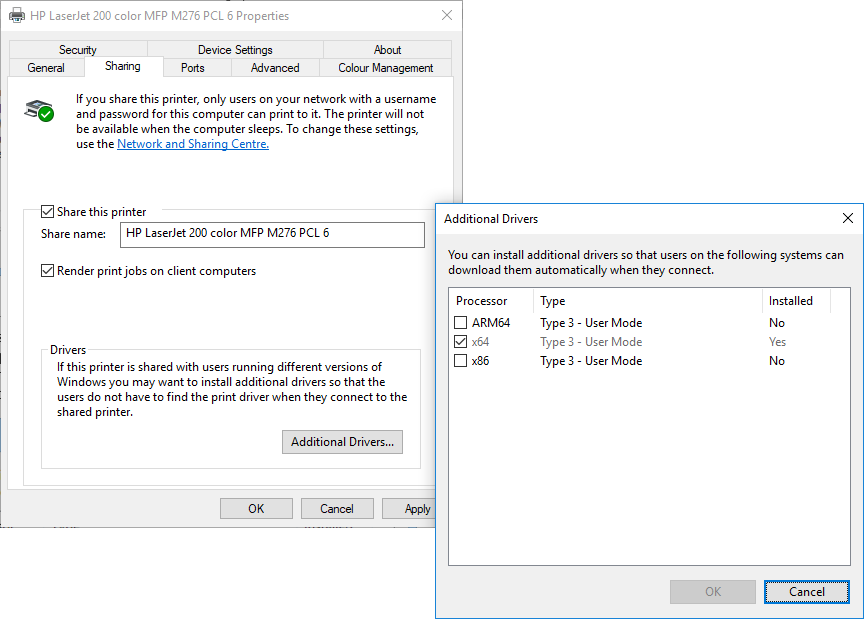 HP LaserJet 200 color MFP M276 PCL 6 Properties
Security Device Settings About
General Sharing Ports Advanced Colour Management
If you share this printer, only users on your network with a username
and password for this computer can print to it. The printer will not
be available when the computer sleeps. To change these settings,
use the Network and Sharing Centre.
Share this printer
Share name: HP LaserJet 200 color MFP M276 PCL 6
Render print jobs on client computers
Drivers
If this printer is shared with users running different versions of
Windows you may want to install additional drivers so that the
users do not have to find the print driver when they connect to the
shared printer.
Additional Drivers...
OK Cancel Apply
Additional Drivers
You can install additional drivers so that users on the following systems can
download them automatically when they connect.
Processor Type Installed
ARM64 Type 3 - User Mode No
x64 Type 3 - User Mode Yes
x86 Type 3 - User Mode No
OK Cancel